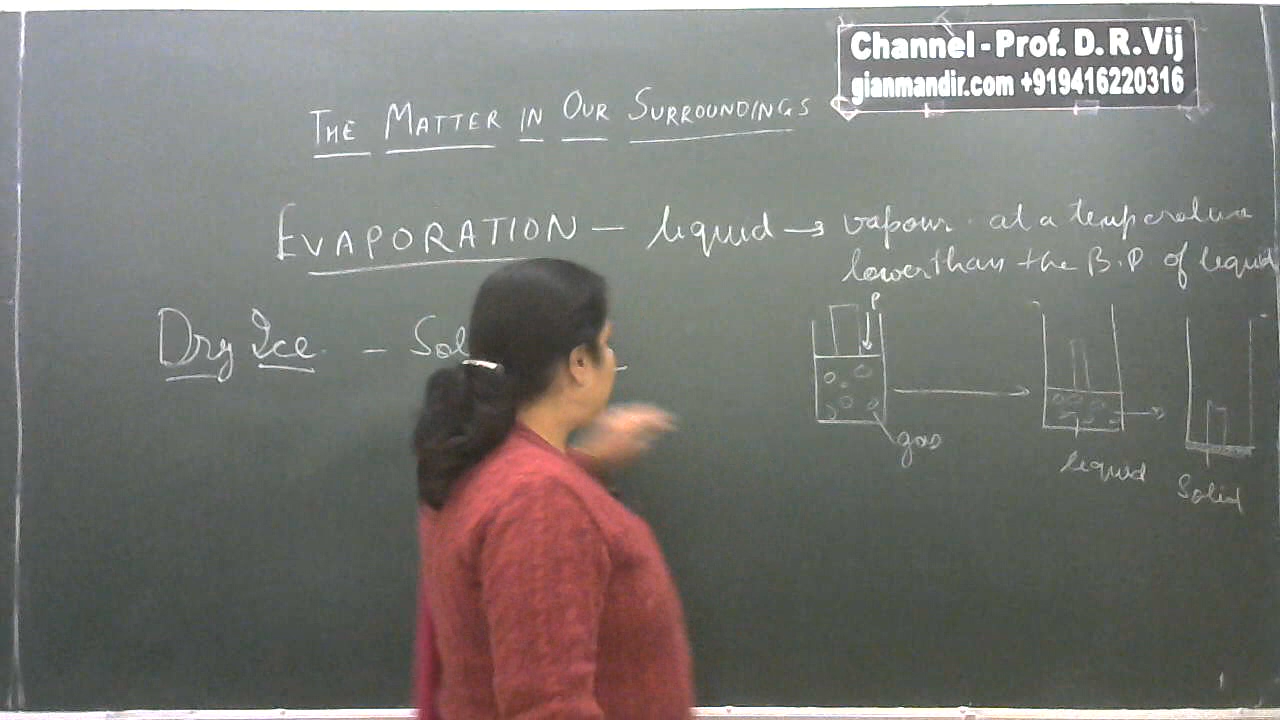 Channel - Prof. D. R. Vij
gianmandir.com +919416220316
THE MATTER IN OUR SURROUNDINGS
EVAPORATION - liquid → vapour. at a temperature
lower than the B.P of liquid
Dry Ice. - Sol
P
gas
liquid
Solid